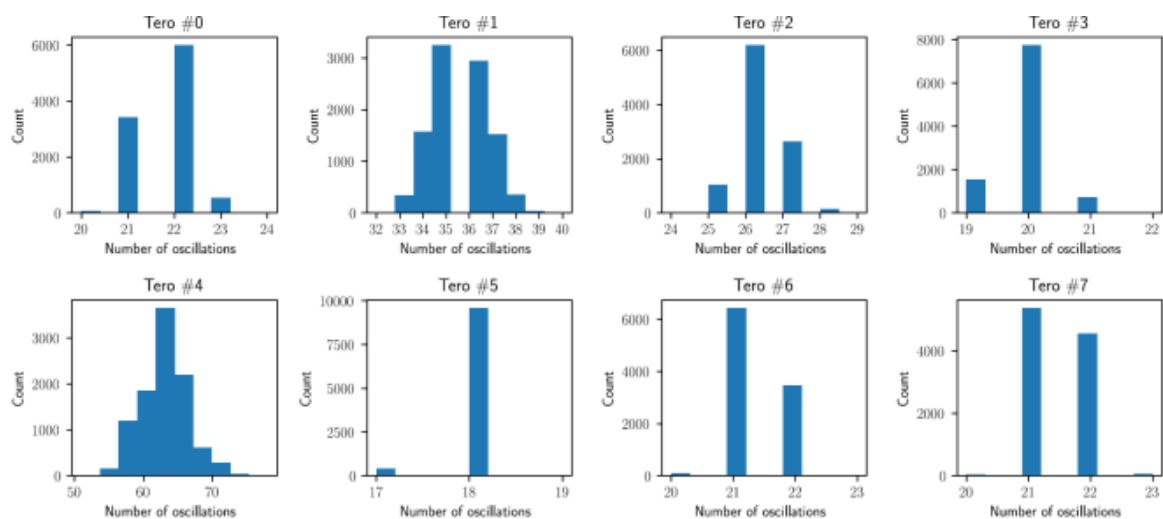 Tero #0
Tero #1
Tero #2
Tero #3
6000
4000
2000
0
Count
20 21 22 23 24
Number of oscillations
3000
2000
1000
0
Count
32 33 34 35 36 37 38 39 40
Number of oscillations
6000
4000
2000
0
Count
24 25 26 27 28 29
Number of oscillations
8000
6000
4000
2000
0
Count
19 20 21 22
Number of oscillations
Tero #4
Tero #5
Tero #6
Tero #7
3000
2000
1000
0
Count
50 60 70
Number of oscillations
10000
7500
5000
2500
0
Count
17 18 19
Number of oscillations
6000
4000
2000
0
Count
20 21 22 23
Number of oscillations
4000
2000
0
Count
20 21 22 23
Number of oscillations